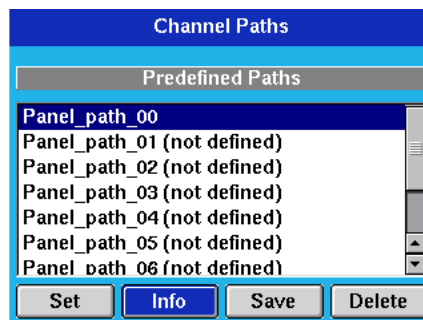 Channel Paths
Predefined Paths
Panel_path_00
Panel_path_01 (not defined)
Panel_path_02 (not defined)
Panel_path_03 (not defined)
Panel_path_04 (not defined)
Panel_path_05 (not defined)
Panel_path_06 (not defined)
Set Info Save Delete